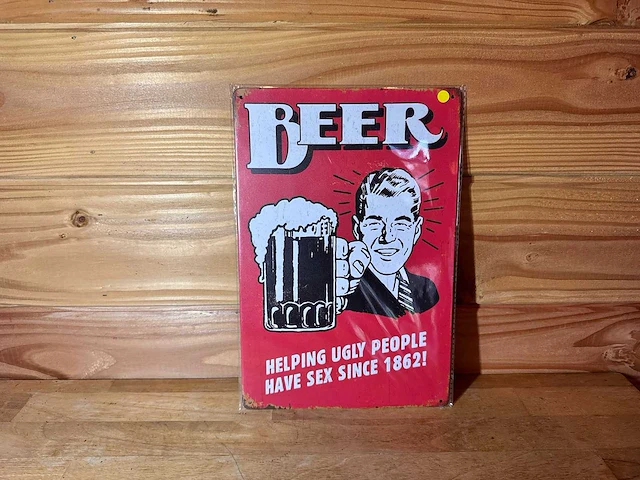 BEER
HELPING UGLY PEOPLE
HAVE SEX SINCE 1862!